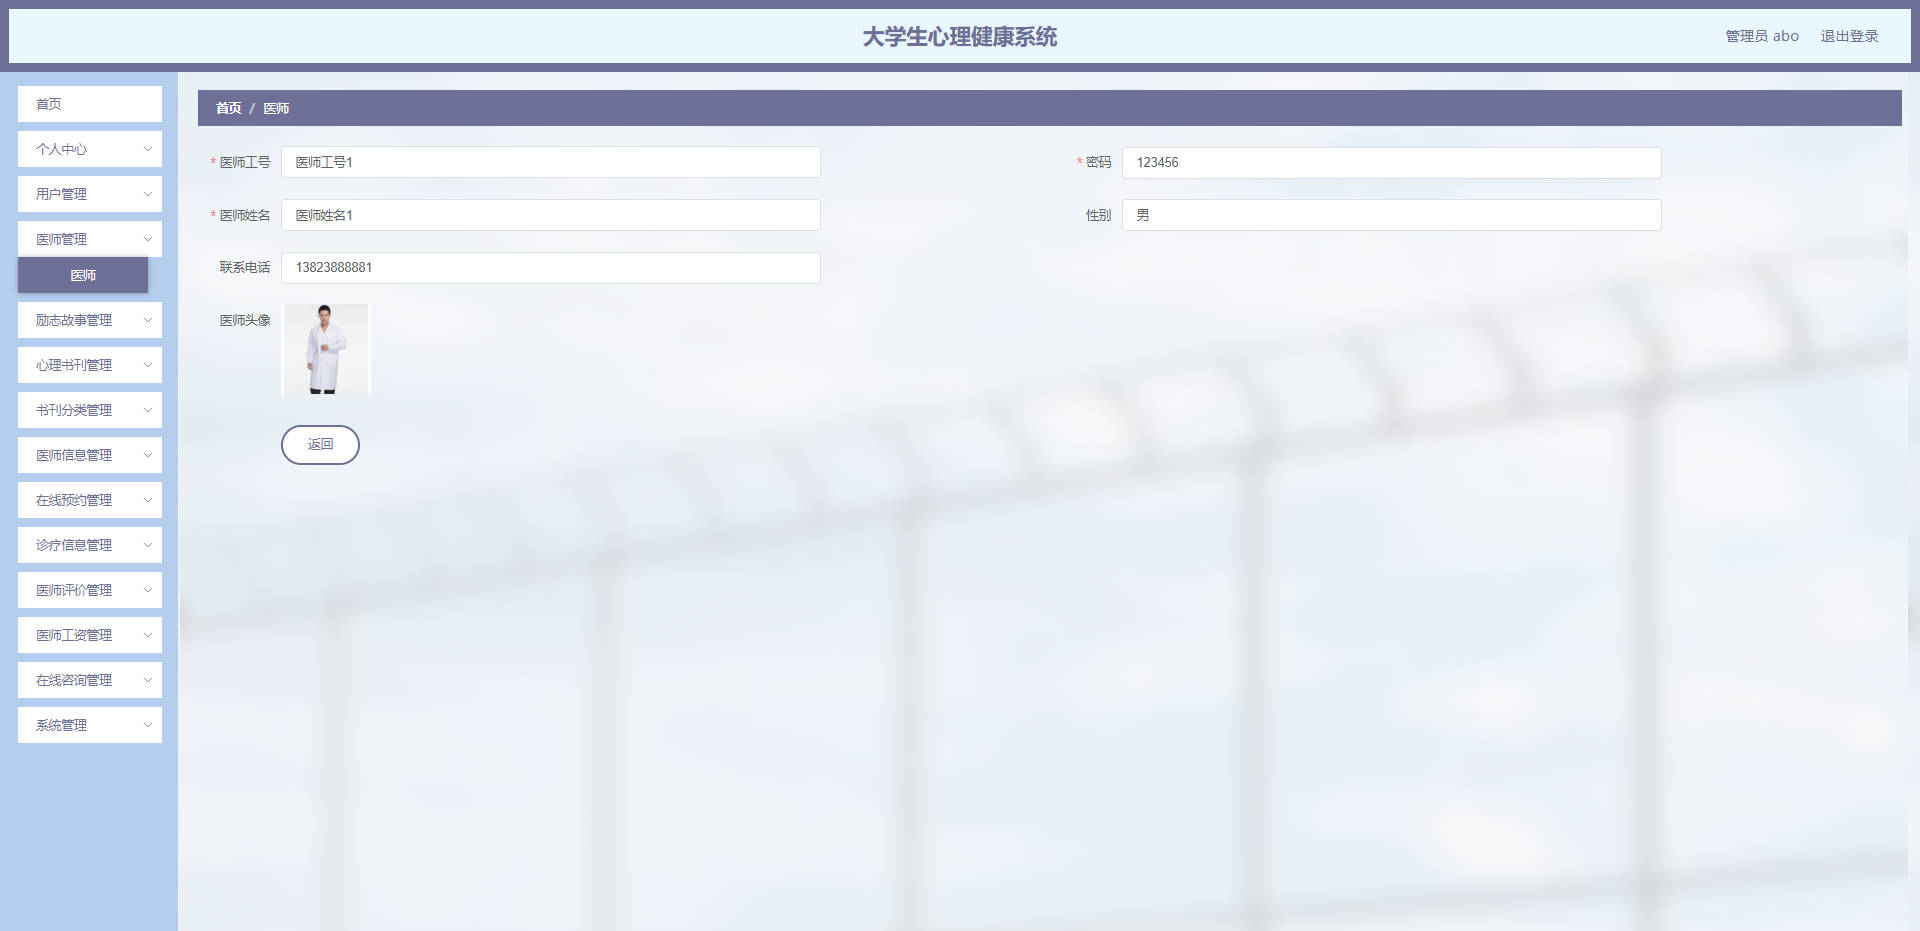 大学生心理健康系统
管理员 abo 退出登录
首页
个人中心
用户管理
医师管理
医师
励志故事管理
心理书刊管理
书刊分类管理
医师信息管理
在线预约管理
诊疗信息管理
医师评价管理
医师工资管理
在线咨询管理
系统管理
首页 / 医师
* 医师工号 医师工号1
* 密码 123456
* 医师姓名 医师姓名1
性别 男
联系电话 13823888881
医师头像
返回